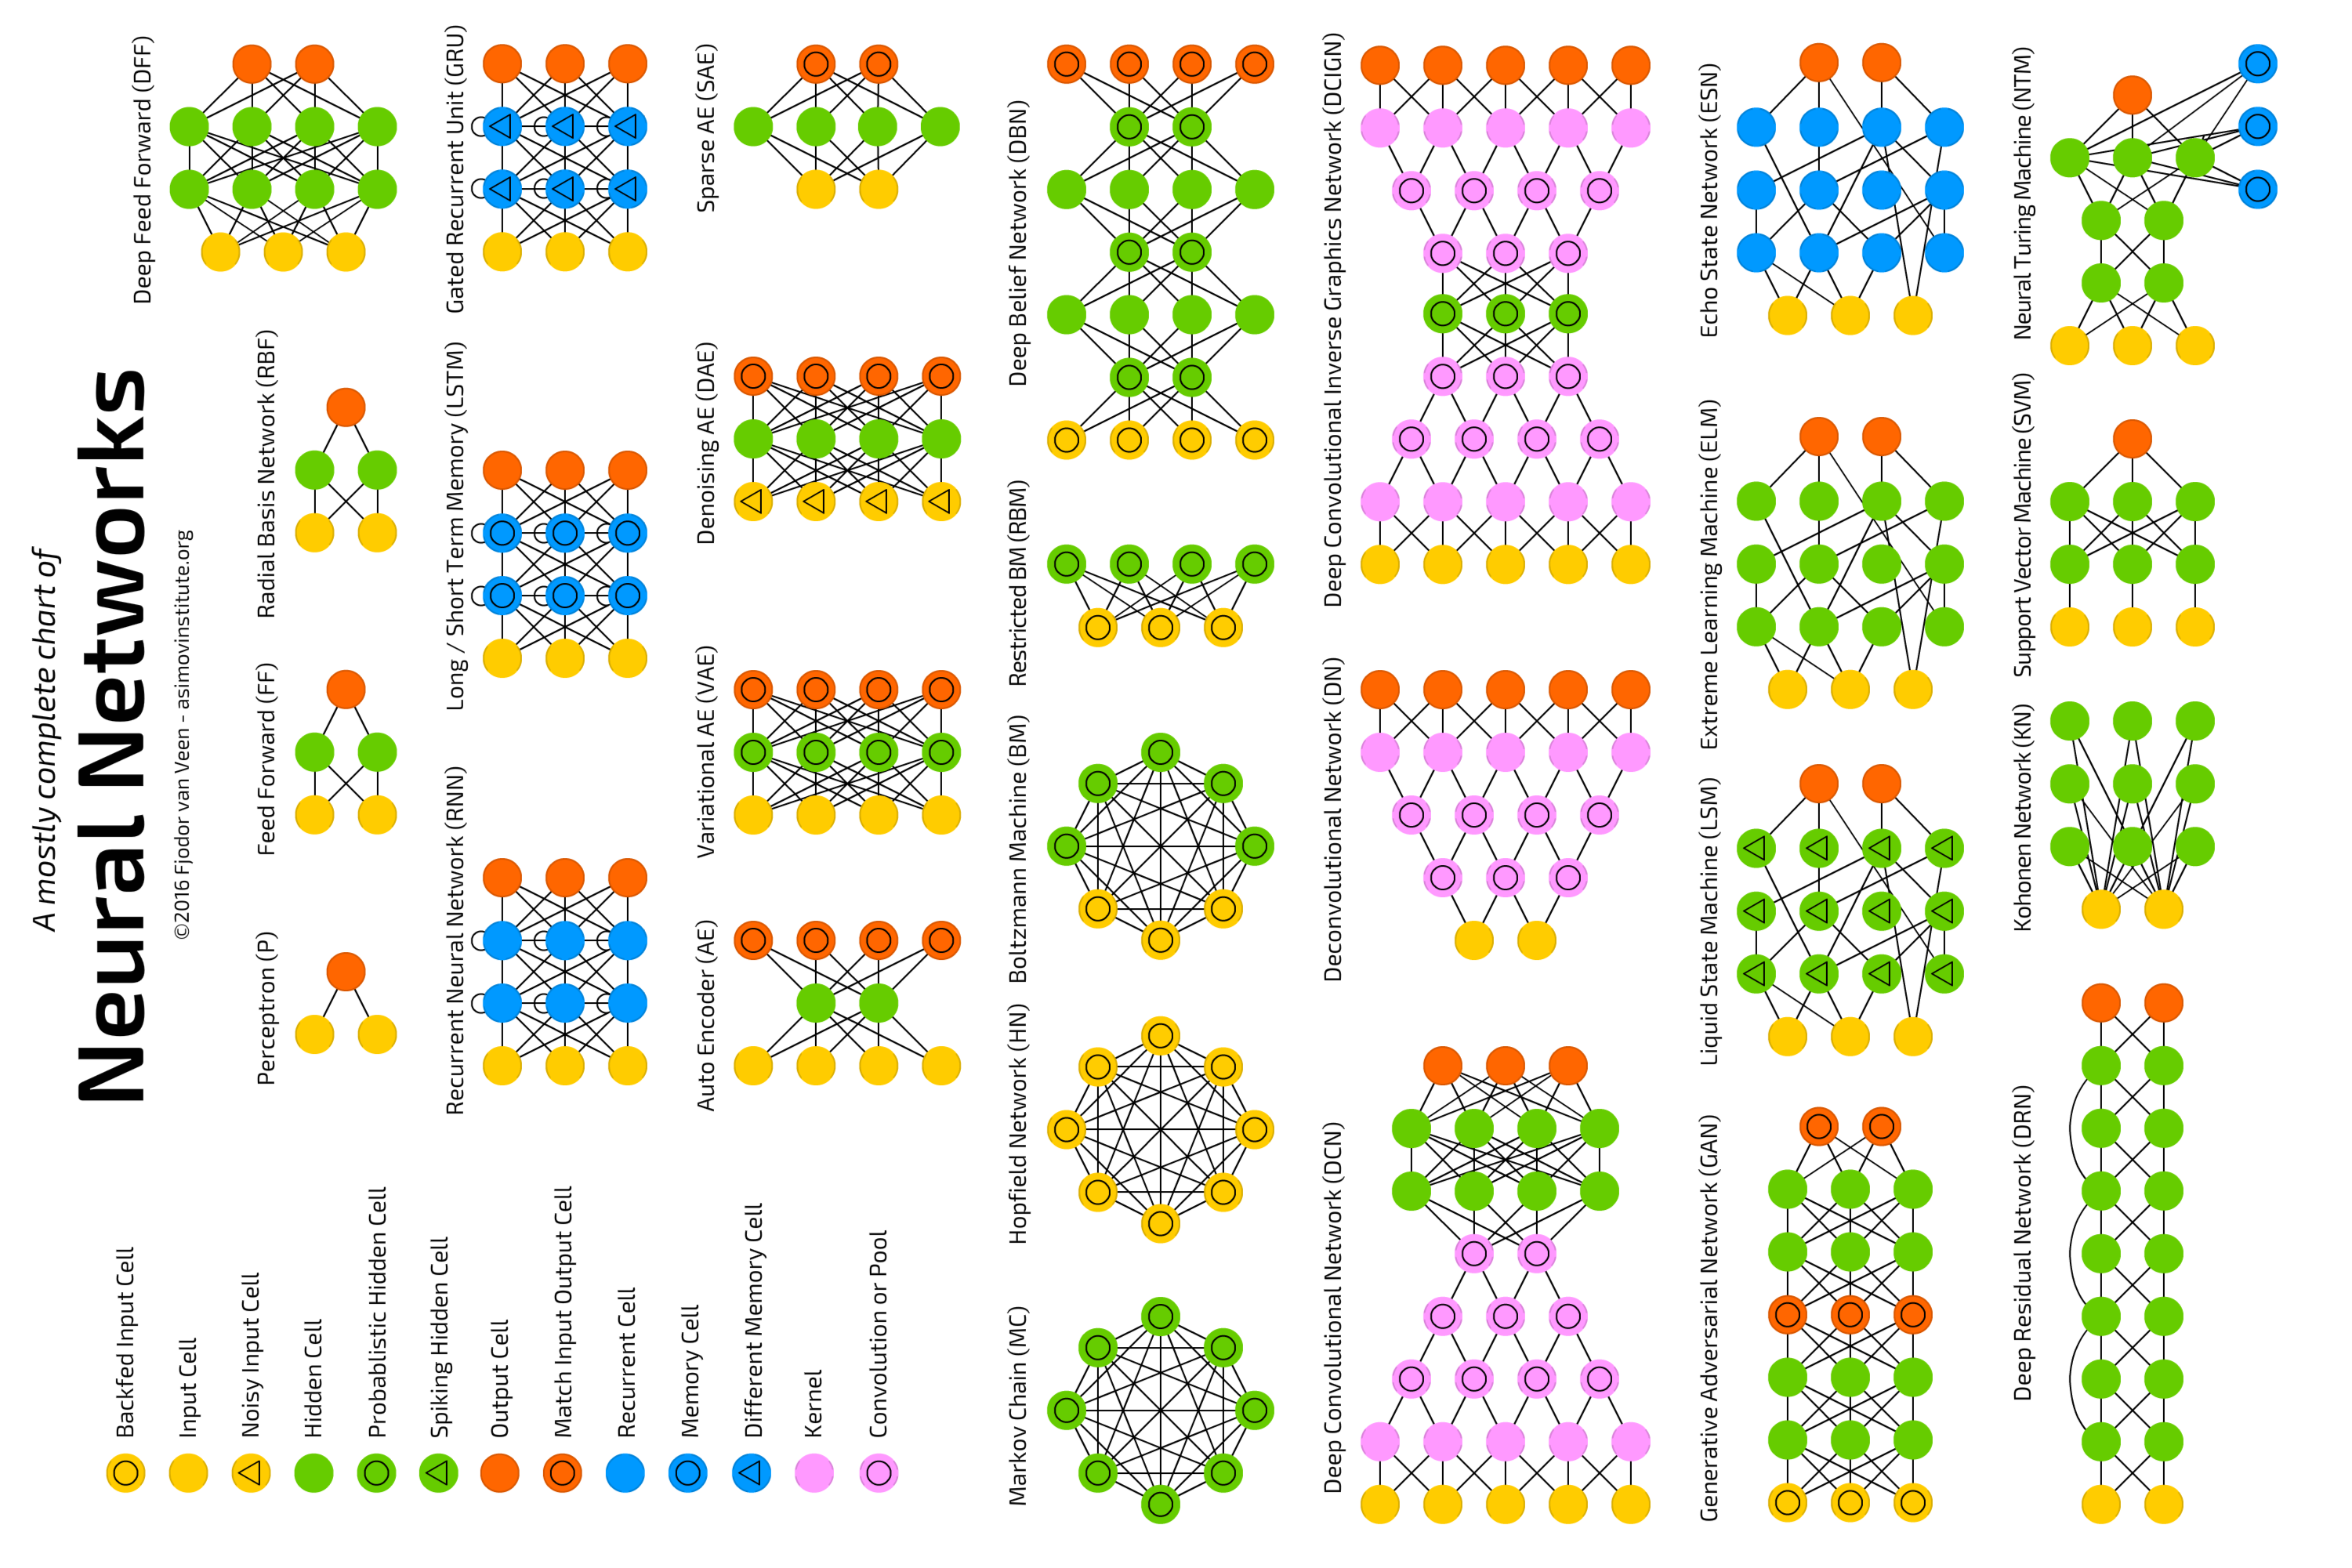 A mostly complete chart of
Neural Networks
©2016 Fjodor van Veen - asimovinstitute.org
Backfed Input Cell
Input Cell
Noisy Input Cell
Hidden Cell
Probablistic Hidden Cell
Spiking Hidden Cell
Output Cell
Match Input Output Cell
Recurrent Cell
Memory Cell
Different Memory Cell
Kernel
Convolution or Pool
Perceptron (P)
Feed Forward (FF)
Radial Basis Network (RBF)
Deep Feed Forward (DFF)
Recurrent Neural Network (RNN)
Long / Short Term Memory (LSTM)
Gated Recurrent Unit (GRU)
Auto Encoder (AE)
Variational AE (VAE)
Denoising AE (DAE)
Sparse AE (SAE)
Markov Chain (MC)
Hopfield Network (HN)
Boltzmann Machine (BM)
Restricted BM (RBM)
Deep Belief Network (DBN)
Deep Convolutional Network (DCN)
Deconvolutional Network (DN)
Deep Convolutional Inverse Graphics Network (DCIGN)
Generative Adversarial Network (GAN)
Liquid State Machine (LSM)
Extreme Learning Machine (ELM)
Echo State Network (ESN)
Deep Residual Network (DRN)
Kohonen Network (KN)
Support Vector Machine (SVM)
Neural Turing Machine (NTM)